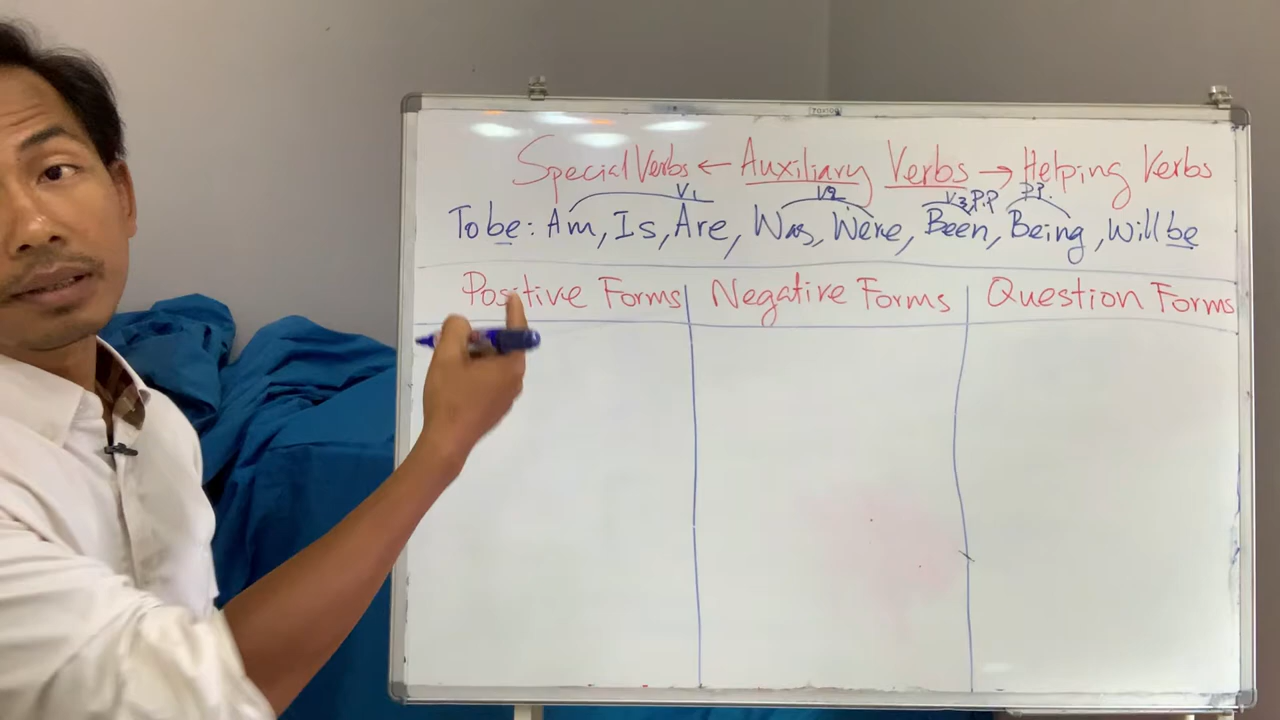 Special Verbs ← Auxiliary Verbs → Helping Verbs
V1 V2 V3 P.P P.P.
To be: Am, Is, Are, Was, Were, Been, Being, Will be
Positive Forms Negative Forms Question Forms